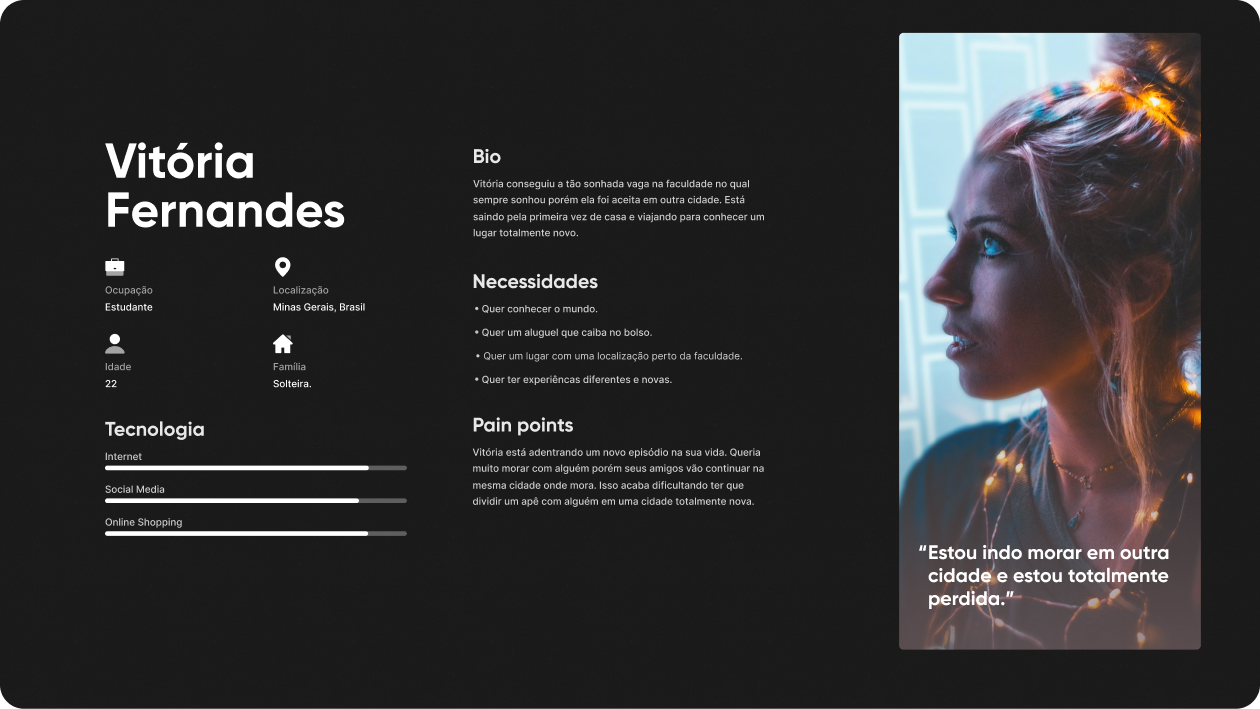 Vitória
Fernandes
Ocupação
Estudante
Localização
Minas Gerais, Brasil
Idade
22
Família
Solteira.
Tecnologia
Internet
Social Media
Online Shopping
Bio
Vitória conseguiu a tão sonhada vaga na faculdade no qual
sempre sonhou porém ela foi aceita em outra cidade. Está
saindo pela primeira vez de casa e viajando para conhecer um
lugar totalmente novo.
Necessidades
• Quer conhecer o mundo.
• Quer um aluguel que caiba no bolso.
• Quer um lugar com uma localização perto da faculdade.
• Quer ter experiêncas diferentes e novas.
Pain points
Vitória está adentrando um novo episódio na sua vida. Queria
muito morar com alguém porém seus amigos vão continuar na
mesma cidade onde mora. Isso acaba dificultando ter que
dividir um apê com alguém em uma cidade totalmente nova.
“Estou indo morar em outra
cidade e estou totalmente
perdida.”